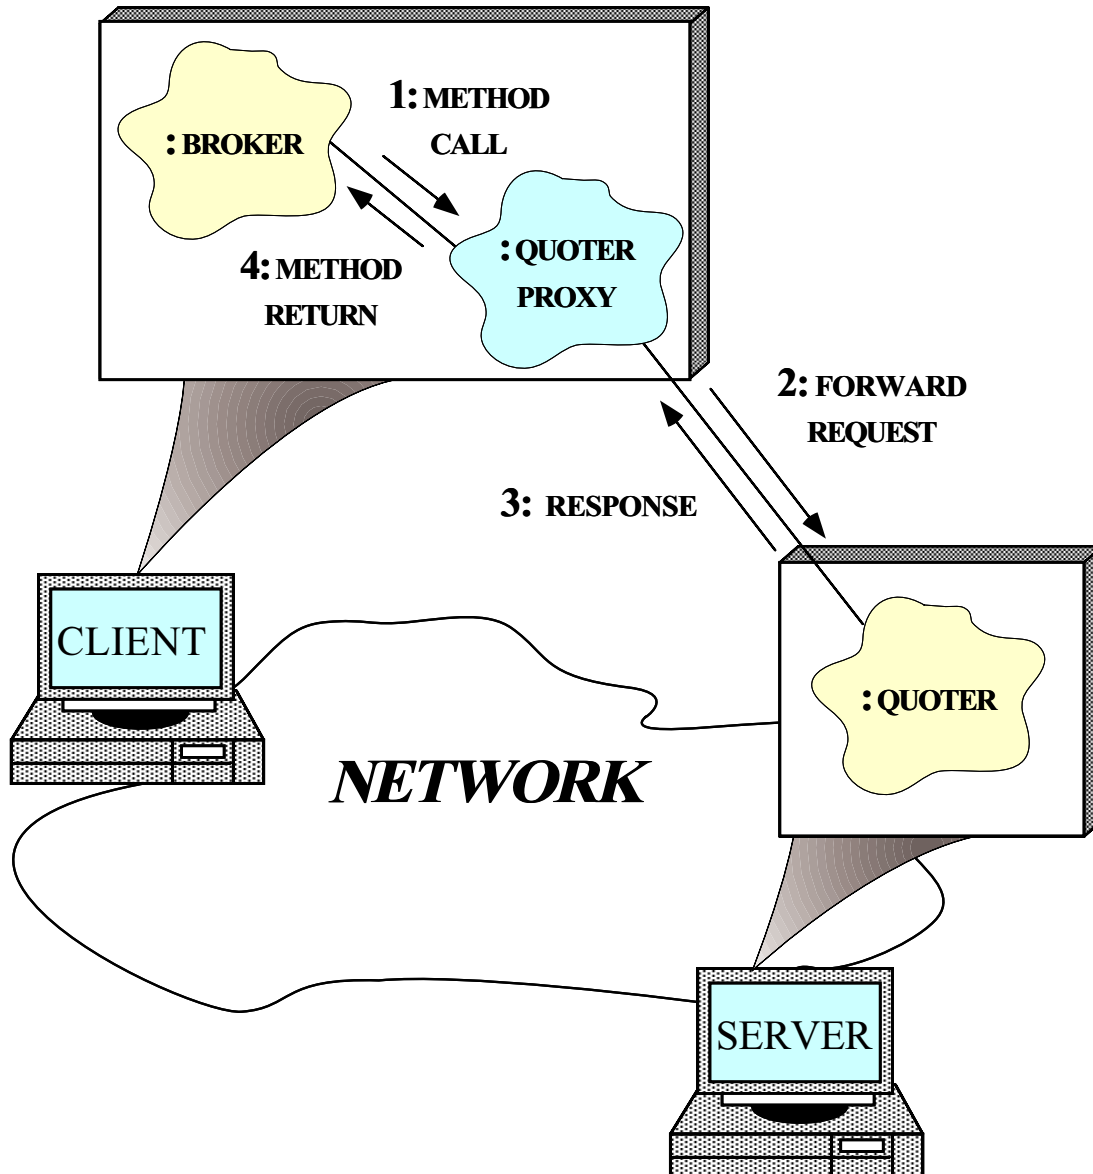 1: METHOD
CALL
: BROKER
: QUOTER
PROXY
4: METHOD
RETURN
2: FORWARD
REQUEST
3: RESPONSE
CLIENT
: QUOTER
NETWORK
SERVER